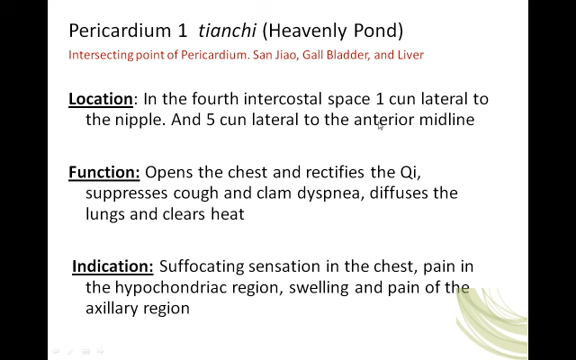 Pericardium 1 tianchi (Heavenly Pond)
Intersecting point of Pericardium. San Jiao, Gall Bladder, and Liver
Location: In the fourth intercostal space 1 cun lateral to
the nipple. And 5 cun lateral to the anterior midline
Function: Opens the chest and rectifies the Qi,
suppresses cough and clam dyspnea, diffuses the
lungs and clears heat
Indication: Suffocating sensation in the chest, pain in
the hypochondriac region, swelling and pain of the
axillary region